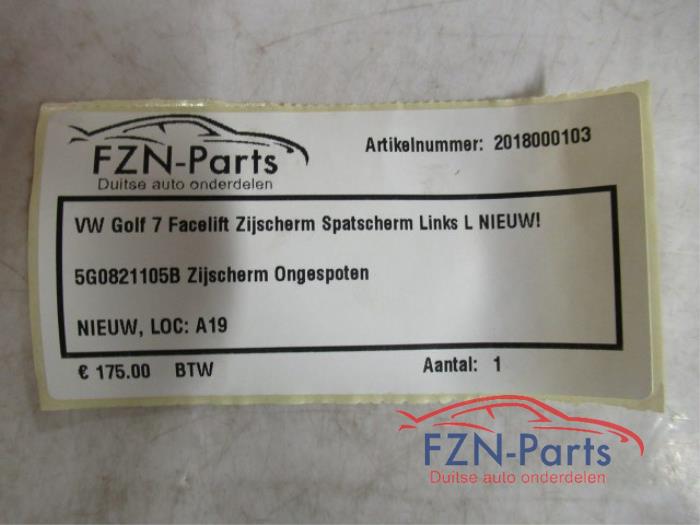 FZN-Parts
Duitse auto onderdelen
Artikelnummer: 2018000103
VW Golf 7 Facelift Zijscherm Spatscherm Links L NIEUW!
5G0821105B Zijscherm Ongespoten
NIEUW, LOC: A19
€ 175.00 BTW
Aantal: 1
FZN-Parts
Duitse auto onderdelen